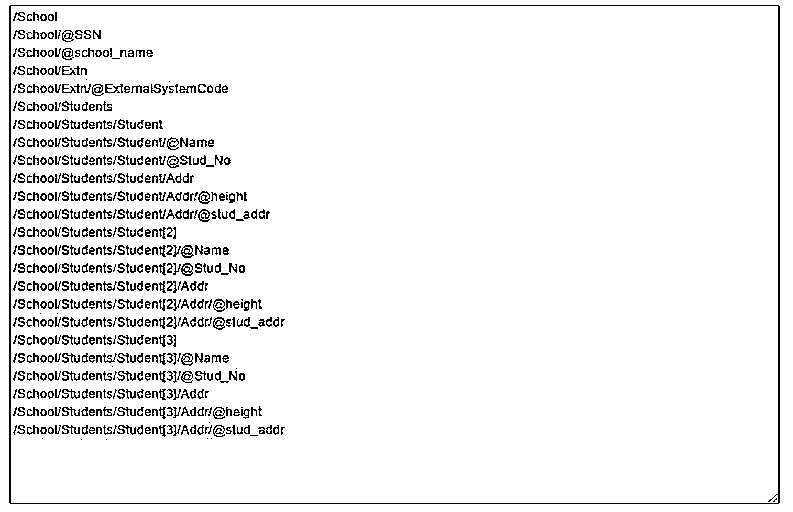 /School
/School/@SSN
/School/@school_name
/School/Extn
/School/Extn/@ExternalSystemCode
/School/Students
/School/Students/Student
/School/Students/Student/@Name
/School/Students/Student/@Stud_No
/School/Students/Student/Addr
/School/Students/Student/Addr/@height
/School/Students/Student/Addr/@stud_addr
/School/Students/Student[2]
/School/Students/Student[2]/@Name
/School/Students/Student[2]/@Stud_No
/School/Students/Student[2]/Addr
/School/Students/Student[2]/Addr/@height
/School/Students/Student[2]/Addr/@stud_addr
/School/Students/Student[3]
/School/Students/Student[3]/@Name
/School/Students/Student[3]/@Stud_No
/School/Students/Student[3]/Addr
/School/Students/Student[3]/Addr/@height
/School/Students/Student[3]/Addr/@stud_addr